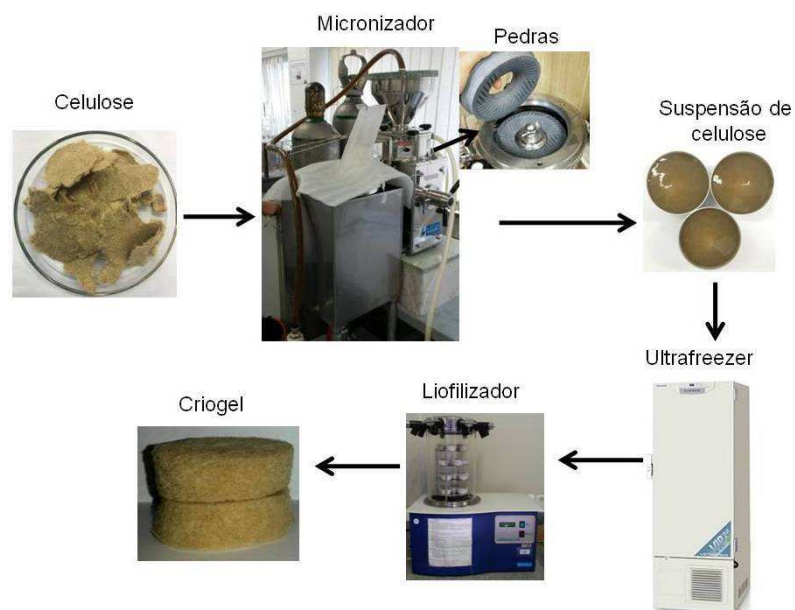 Micronizador
Pedras
Celulose
Suspensão de
celulose
Ultrafreezer
Liofilizador
Criogel